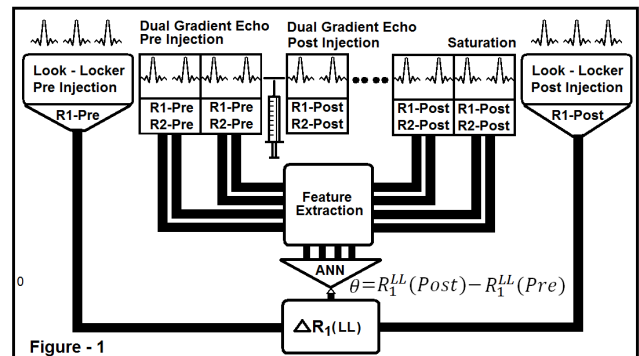 Dual Gradient Echo
Pre Injection
Dual Gradient Echo
Post Injection
Saturation
Look - Locker
Pre Injection
R1-Pre
R1-Pre
R2-Pre
R1-Pre
R2-Pre
R1-Post
R2-Post
R1-Post
R2-Post
R1-Post
R2-Post
Look - Locker
Post Injection
R1-Post
Feature
Extraction
ANN
θ=R₁ᴸᴸ(Post)−R₁ᴸᴸ(Pre)
0
ΔR₁(LL)
Figure - 1